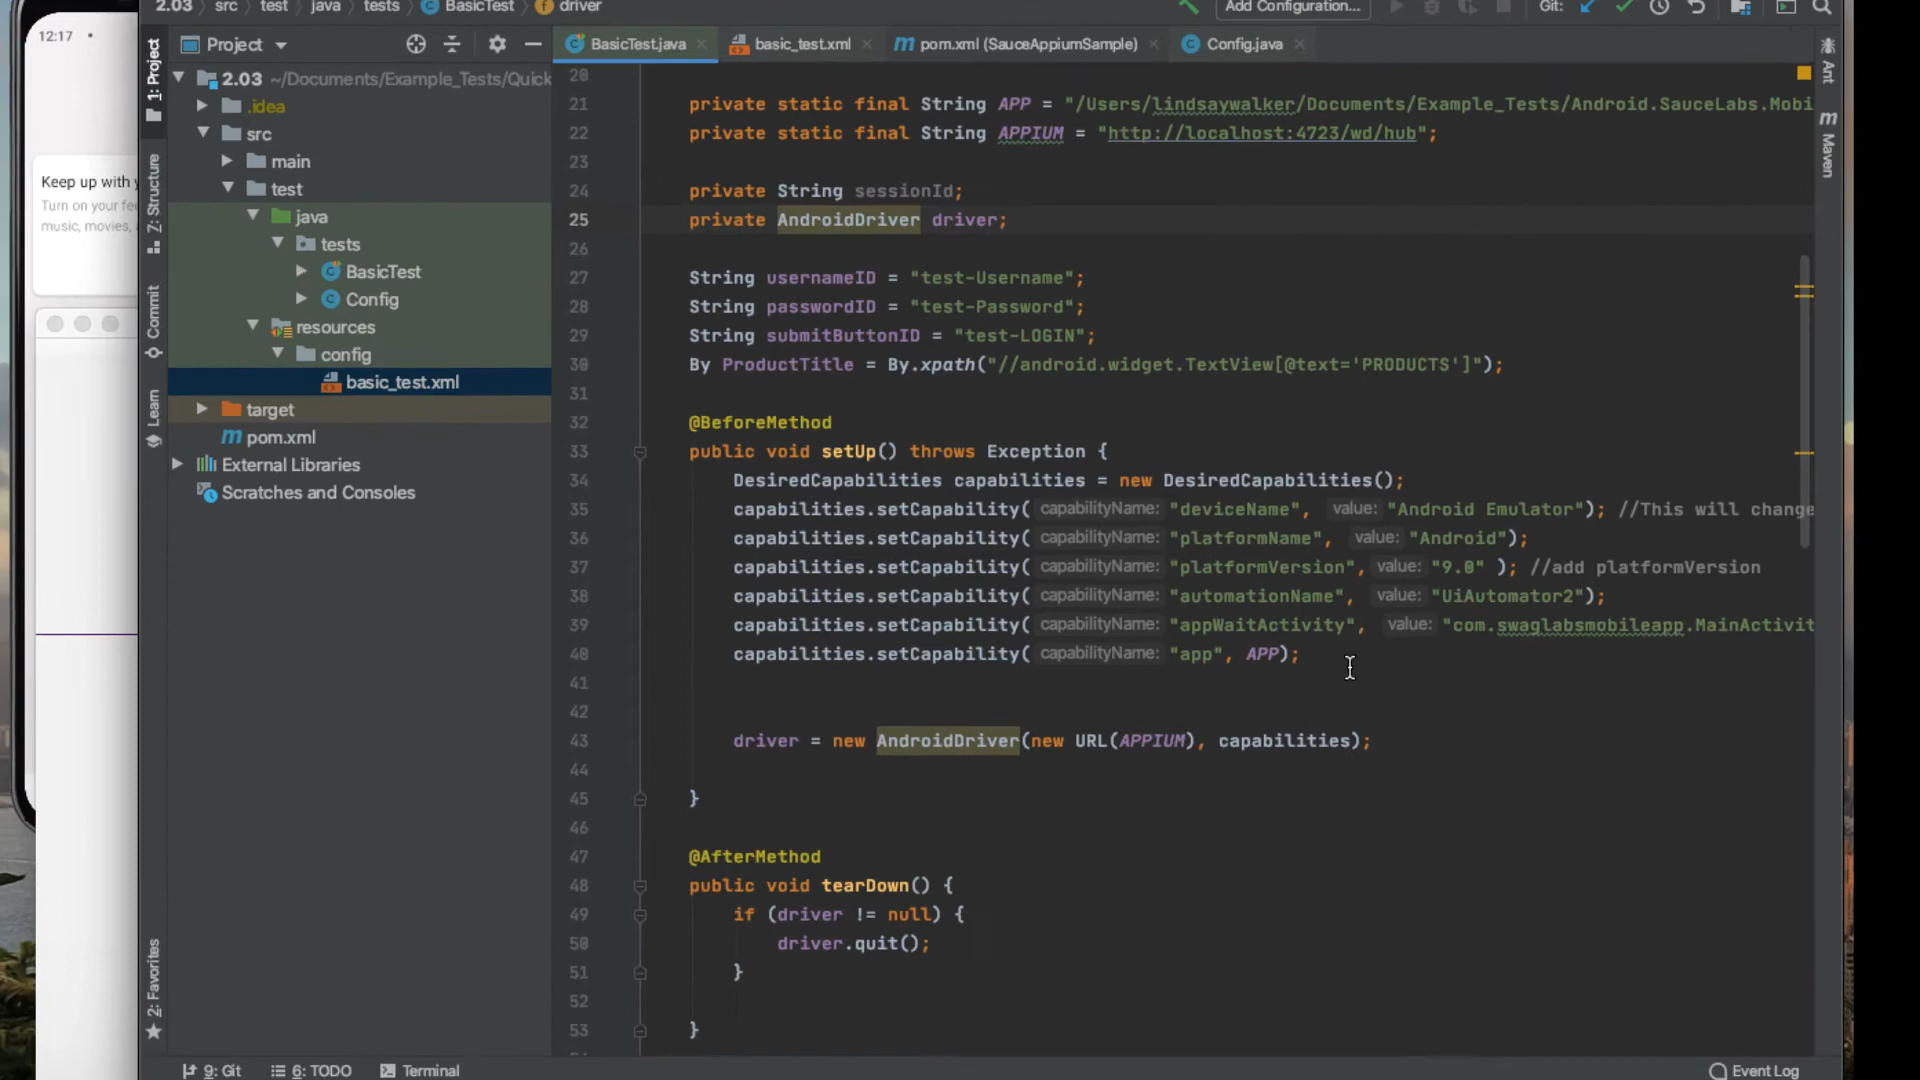 2.03 src test java tests BasicTest driver Add Configuration... Git:
12:17
Project
BasicTest.java basic_test.xml pom.xml (SauceAppiumSample) Config.java
2.03 ~/Documents/Example_Tests/Quick
.idea
src
main
test
java
tests
BasicTest
Config
resources
config
basic_test.xml
target
pom.xml
External Libraries
Scratches and Consoles
Keep up with y
Turn on your fe
music, movies, a
1: Project
Z: Structure
Commit
Learn
2: Favorites
20
21 private static final String APP = "/Users/lindsaywalker/Documents/Example_Tests/Android.SauceLabs.Mobi
22 private static final String APPIUM = "http://localhost:4723/wd/hub";
23
24 private String sessionId;
25 private AndroidDriver driver;
26
27 String usernameID = "test-Username";
28 String passwordID = "test-Password";
29 String submitButtonID = "test-LOGIN";
30 By ProductTitle = By.xpath("//android.widget.TextView[@text='PRODUCTS']");
31
32 @BeforeMethod
33 public void setUp() throws Exception {
34 DesiredCapabilities capabilities = new DesiredCapabilities();
35 capabilities.setCapability( capabilityName: "deviceName", value: "Android Emulator"); //This will change
36 capabilities.setCapability( capabilityName: "platformName", value: "Android");
37 capabilities.setCapability( capabilityName: "platformVersion", value: "9.0" ); //add platformVersion
38 capabilities.setCapability( capabilityName: "automationName", value: "UiAutomator2");
39 capabilities.setCapability( capabilityName: "appWaitActivity", value: "com.swaglabsmobileapp.MainActivit
40 capabilities.setCapability( capabilityName: "app", APP);
41
42
43 driver = new AndroidDriver(new URL(APPIUM), capabilities);
44
45 }
46
47 @AfterMethod
48 public void tearDown() {
49 if (driver != null) {
50 driver.quit();
51 }
52
53 }
Ant
Maven
9: Git 6: TODO Terminal Event Log